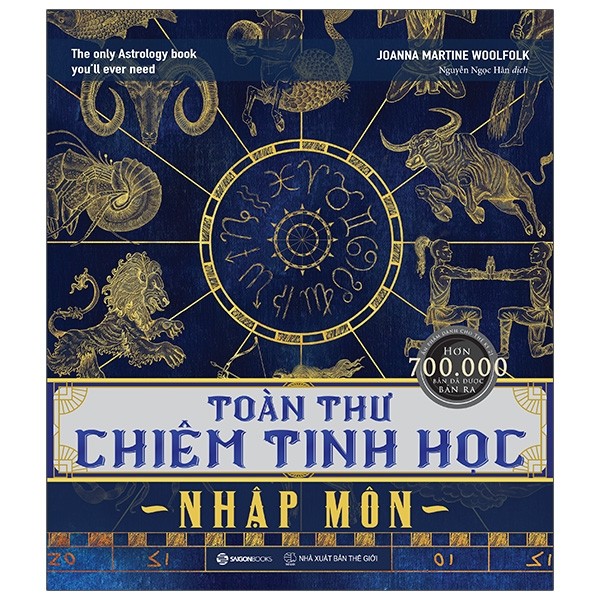 The only Astrology book
you'll ever need
JOANNA MARTINE WOOLFOLK
Nguyễn Ngọc Hân dịch
HƠN
700.000
BẢN ĐÃ ĐƯỢC
BÁN RA
TOÀN THƯ
CHIÊM TINH HỌC
~NHẬP MÔN~
SAIGONBOOKS
NHÀ XUẤT BẢN THẾ GIỚI